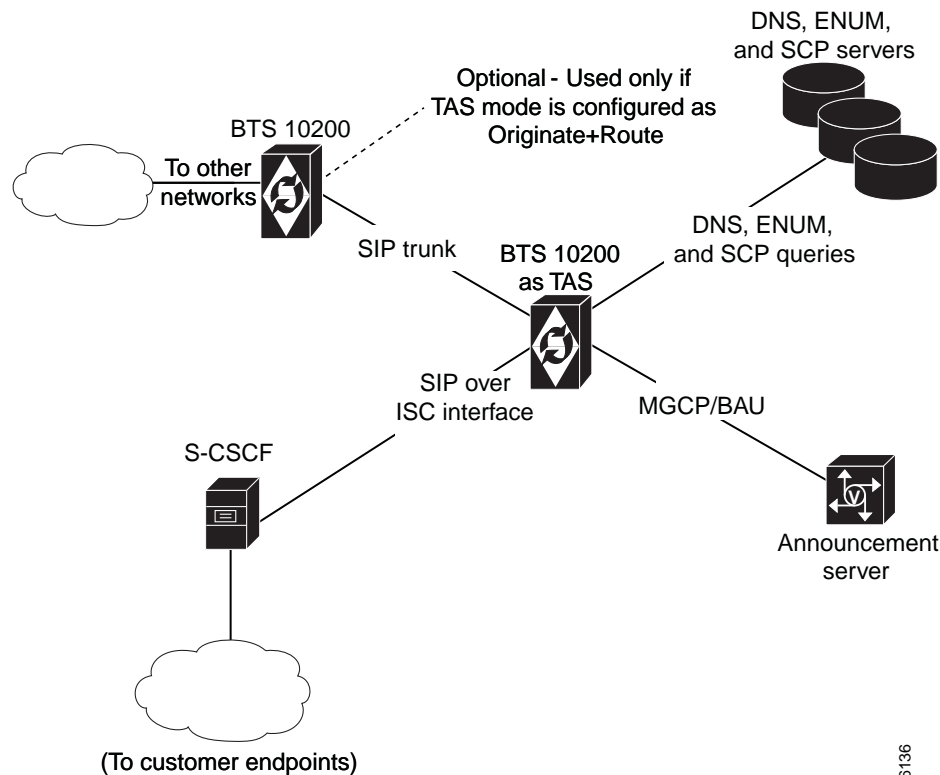 DNS, ENUM,
and SCP servers
Optional - Used only if
TAS mode is configured as
Originate+Route
BTS 10200
To other
networks
SIP trunk
BTS 10200
as TAS
DNS, ENUM,
and SCP queries
SIP over
ISC interface
MGCP/BAU
S-CSCF
V
Announcement
server
(To customer endpoints)